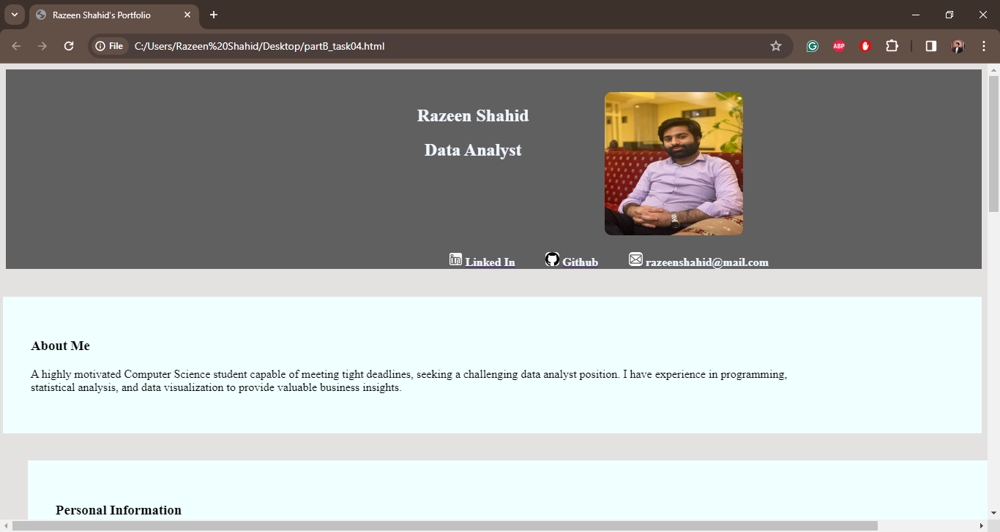 Razeen Shahid's Portfolio
File C:/Users/Razeen%20Shahid/Desktop/partB_task04.html
ABP
Razeen Shahid
Data Analyst
in Linked In Github razeenshahid@mail.com
About Me
A highly motivated Computer Science student capable of meeting tight deadlines, seeking a challenging data analyst position. I have experience in programming,
statistical analysis, and data visualization to provide valuable business insights.
Personal Information